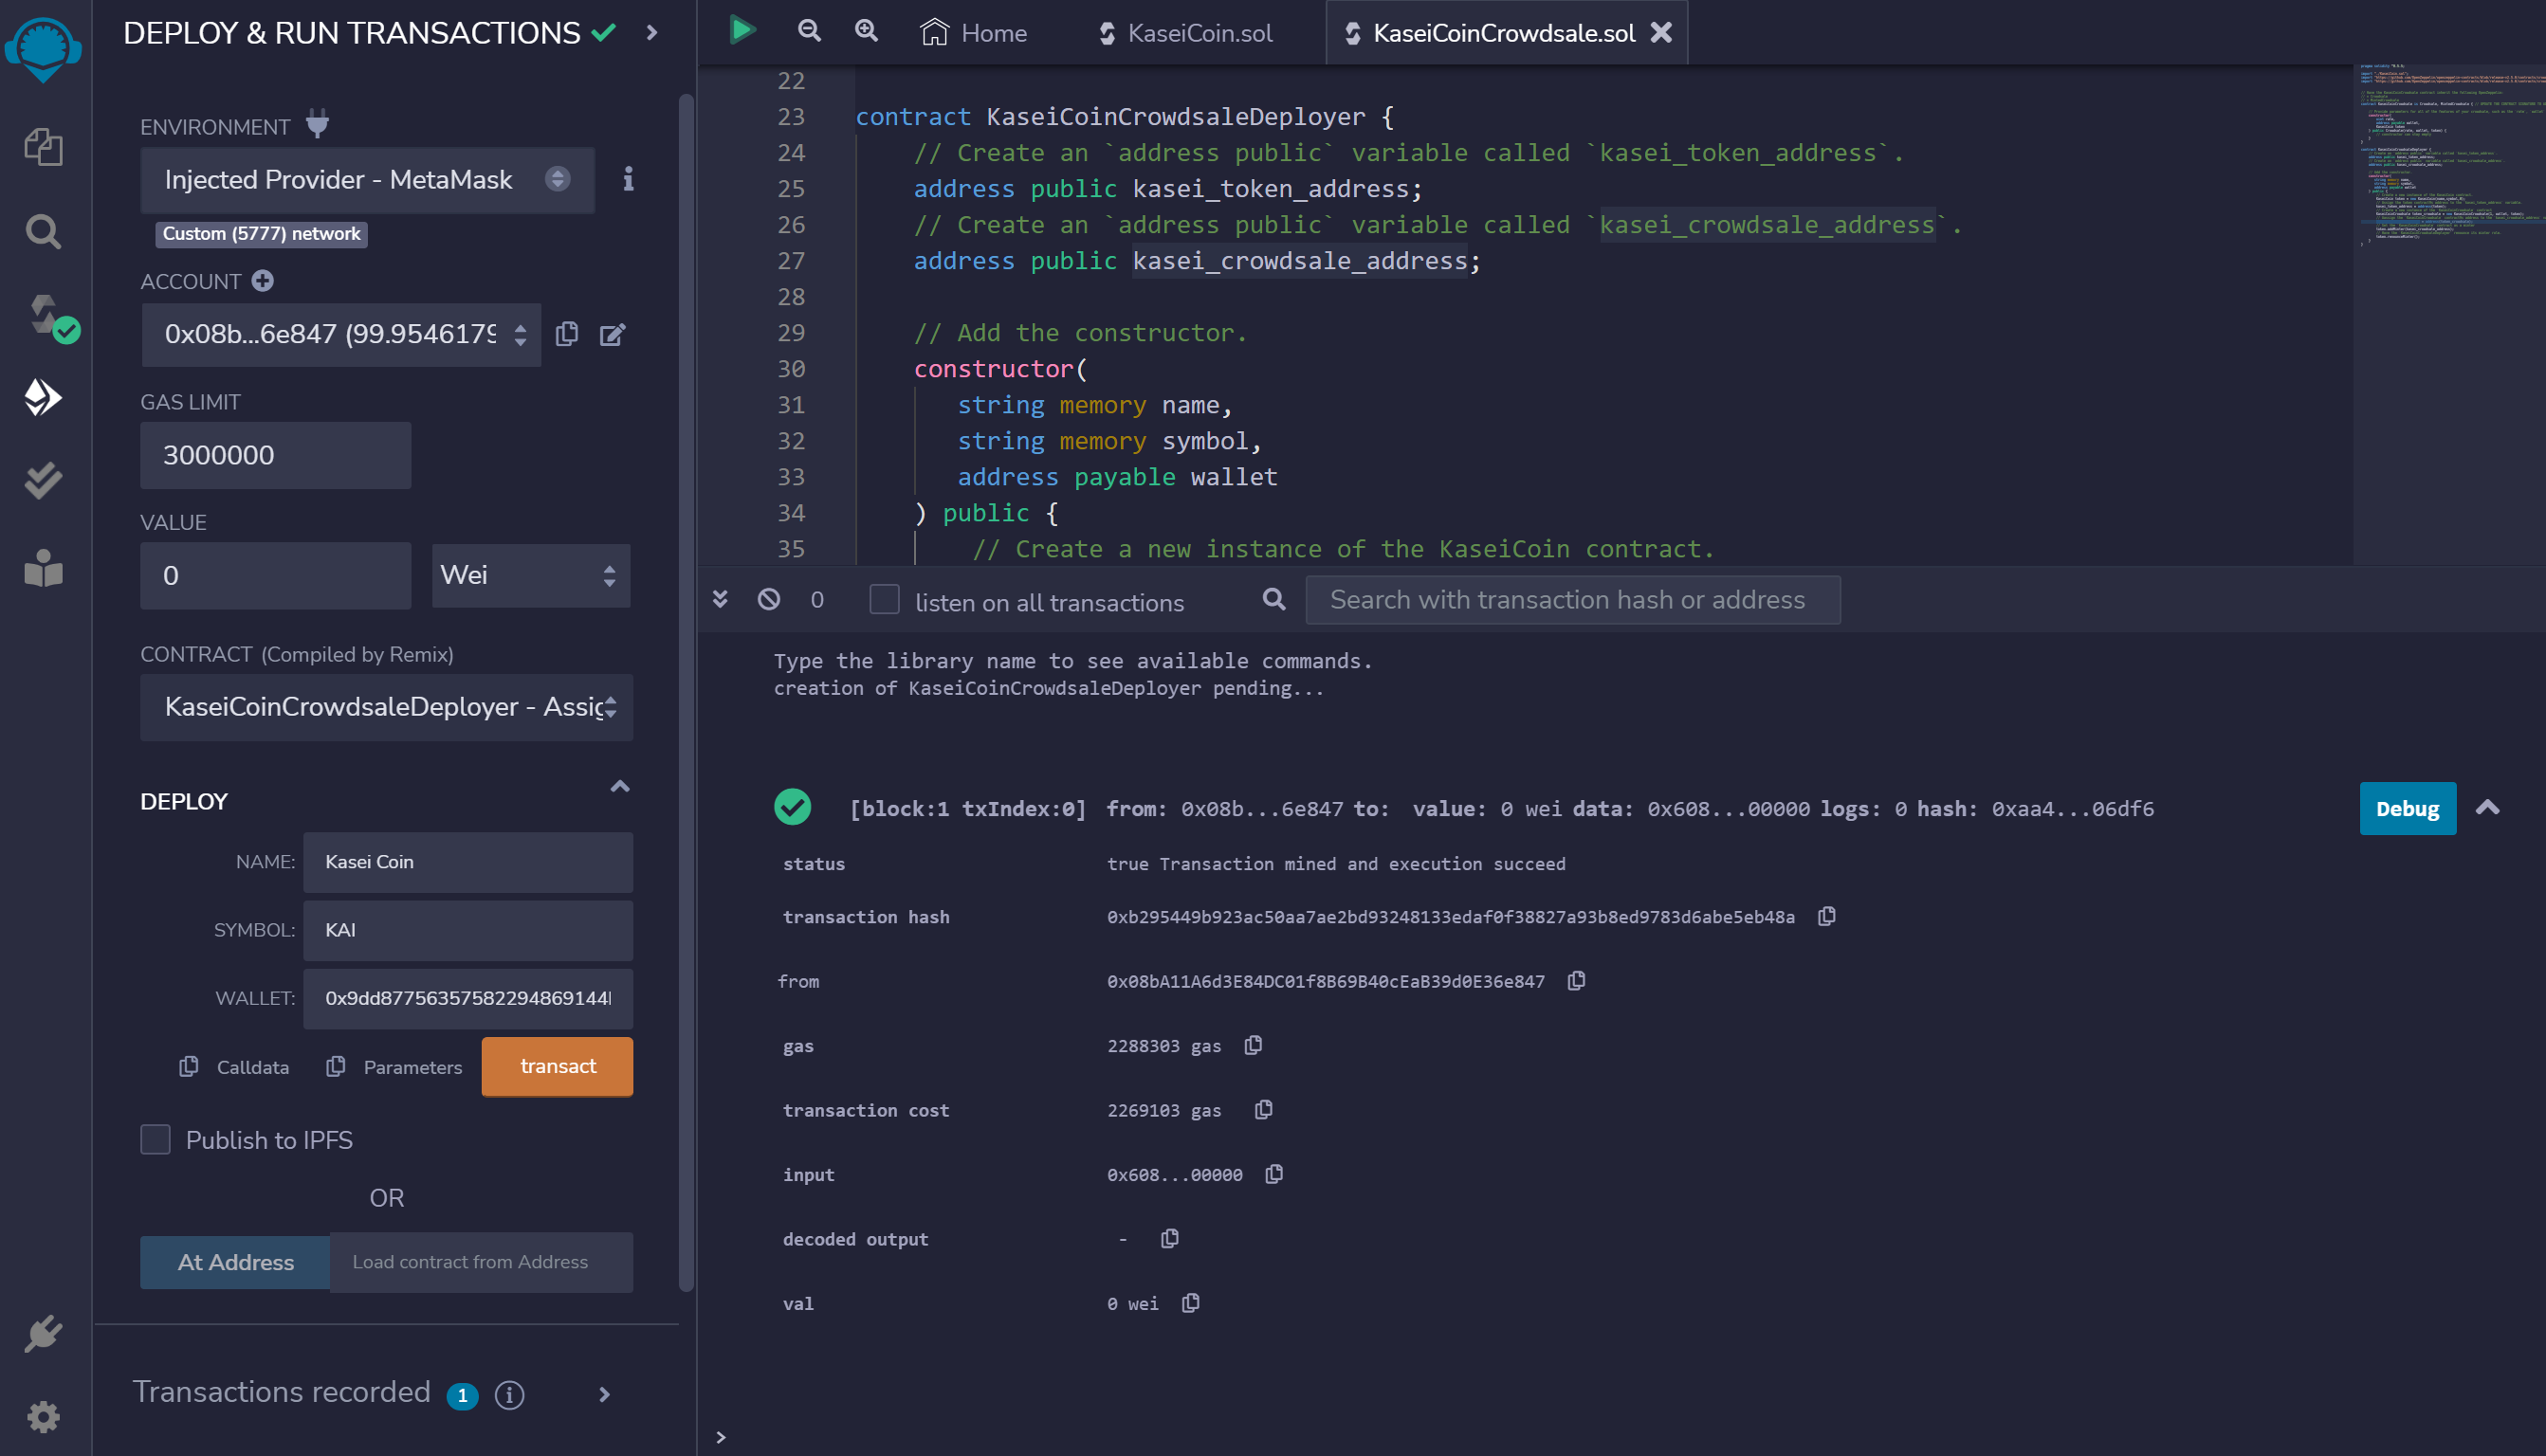 DEPLOY & RUN TRANSACTIONS
ENVIRONMENT
Injected Provider - MetaMask
Custom (5777) network
ACCOUNT
0x08b...6e847 (99.9546179
GAS LIMIT
3000000
VALUE
0
Wei
CONTRACT (Compiled by Remix)
KaseiCoinCrowdsaleDeployer - Assig
DEPLOY
NAME: Kasei Coin
SYMBOL: KAI
WALLET: 0x9dd8775635758229486914
Calldata
Parameters
transact
Publish to IPFS
OR
At Address
Load contract from Address
Transactions recorded 1
Home
KaseiCoin.sol
KaseiCoinCrowdsale.sol
22
23 contract KaseiCoinCrowdsaleDeployer {
24 // Create an `address public` variable called `kasei_token_address`.
25 address public kasei_token_address;
26 // Create an `address public` variable called `kasei_crowdsale_address`.
27 address public kasei_crowdsale_address;
28
29 // Add the constructor.
30 constructor(
31 string memory name,
32 string memory symbol,
33 address payable wallet
34 ) public {
35 // Create a new instance of the KaseiCoin contract.
0
listen on all transactions
Search with transaction hash or address
Type the library name to see available commands.
creation of KaseiCoinCrowdsaleDeployer pending...
[block:1 txIndex:0] from: 0x08b...6e847 to: value: 0 wei data: 0x608...00000 logs: 0 hash: 0xaa4...06df6
Debug
status true Transaction mined and execution succeed
transaction hash 0xb295449b923ac50aa7ae2bd93248133edaf0f38827a93b8ed9783d6abe5eb48a
from 0x08bA11A6d3E84DC01f8B69B40cEaB39d0E36e847
gas 2288303 gas
transaction cost 2269103 gas
input 0x608...00000
decoded output -
val 0 wei
>